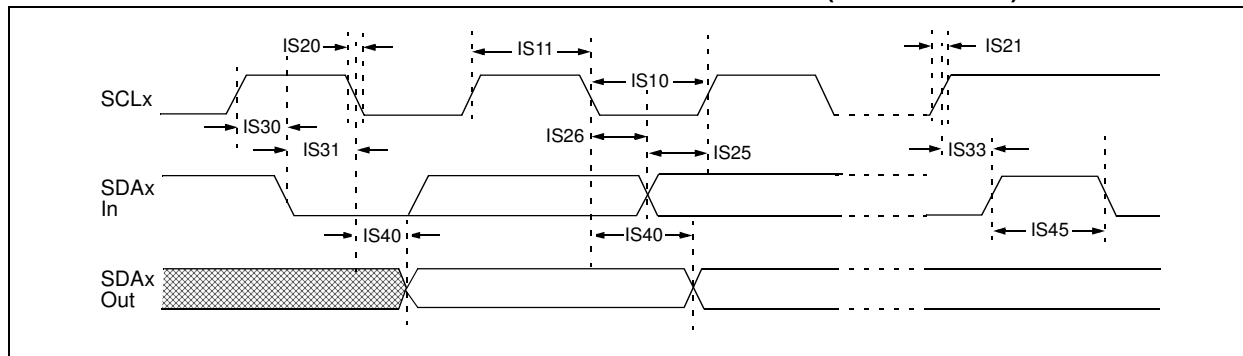 IS20
IS11
IS21
IS10
SCLx
IS30
IS26
IS31
IS25
IS33
SDAx
In
IS40
IS40
IS45
SDAx
Out